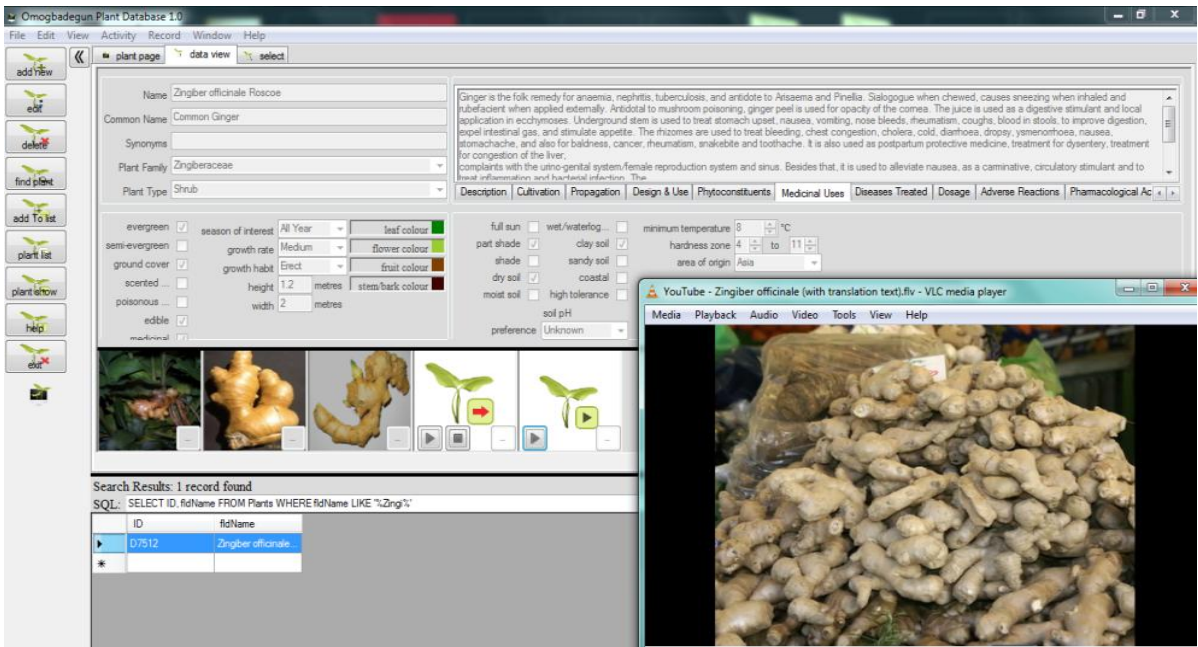 Omogbadegun Plant Database 1.0
File Edit View Activity Record Window Help
add new
edit
delete
find plant
add To list
plant list
plant show
help
exit
plant page data view select
Name Zingiber officinale Roscoe
Common Name Common Ginger
Synonyms
Plant Family Zingiberaceae
Plant Type Shrub
Ginger is the folk remedy for anaemia, nephritis, tuberculosis, and antidote to Arisaema and Pinellia. Sialogogue when chewed, causes sneezing when inhaled and
rubefacient when applied externally. Antidotal to mushroom poisoning, ginger peel is used for opacity of the cornea. The juice is used as a digestive stimulant and local
application in ecchymoses. Underground stem is used to treat stomach upset, nausea, vomiting, nose bleeds, rheumatism, coughs, blood in stools, to improve digestion,
expel intestinal gas, and stimulate appetite. The rhizomes are used to treat bleeding, chest congestion, cholera, cold, diarrhoea, dropsy, ysmenorrhoea, nausea,
stomachache, and also for baldness, cancer, rheumatism, snakebite and toothache. It is also used as postpartum protective medicine, treatment for dysentery, treatment
for congestion of the liver,
complaints with the urino-genital system/female reproduction system and sinus. Besides that, it is used to alleviate nausea, as a carminative, circulatory stimulant and to
treat inflammation and bacterial infection. The
Description Cultivation Propagation Design & Use Phytoconstituents Medicinal Uses Diseases Treated Dosage Adverse Reactions Pharmacological Ac
evergreen
semi-evergreen
ground cover
scented ...
poisonous ...
edible
medicinal
season of interest All Year
growth rate Medium
growth habit Erect
height 1.2 metres
width 2 metres
leaf colour
flower colour
fruit colour
stem/bark colour
full sun wet/waterlog...
part shade clay soil
shade sandy soil
dry soil coastal
moist soil high tolerance
soil pH
preference Unknown
minimum temperature 8 °C
hardness zone 4 to 11
area of origin Asia
Search Results: 1 record found
SQL: SELECT ID, fldName FROM Plants WHERE fldName LIKE '%Zingi%'
ID fldName
D7512 Zingiber officinale...
YouTube - Zingiber officinale (with translation text).flv - VLC media player
Media Playback Audio Video Tools View Help